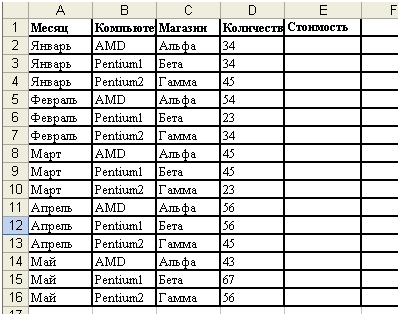 A B C D E F
1 Месяц Компьюте Магазин Количеств Стоимость
2 Январь AMD Альфа 34
3 Январь Pentium1 Бета 34
4 Январь Pentium2 Гамма 45
5 Февраль AMD Альфа 54
6 Февраль Pentium1 Бета 23
7 Февраль Pentium2 Гамма 34
8 Март AMD Альфа 45
9 Март Pentium1 Бета 45
10 Март Pentium2 Гамма 23
11 Апрель AMD Альфа 56
12 Апрель Pentium1 Бета 56
13 Апрель Pentium2 Гамма 45
14 Май AMD Альфа 43
15 Май Pentium1 Бета 67
16 Май Pentium2 Гамма 56